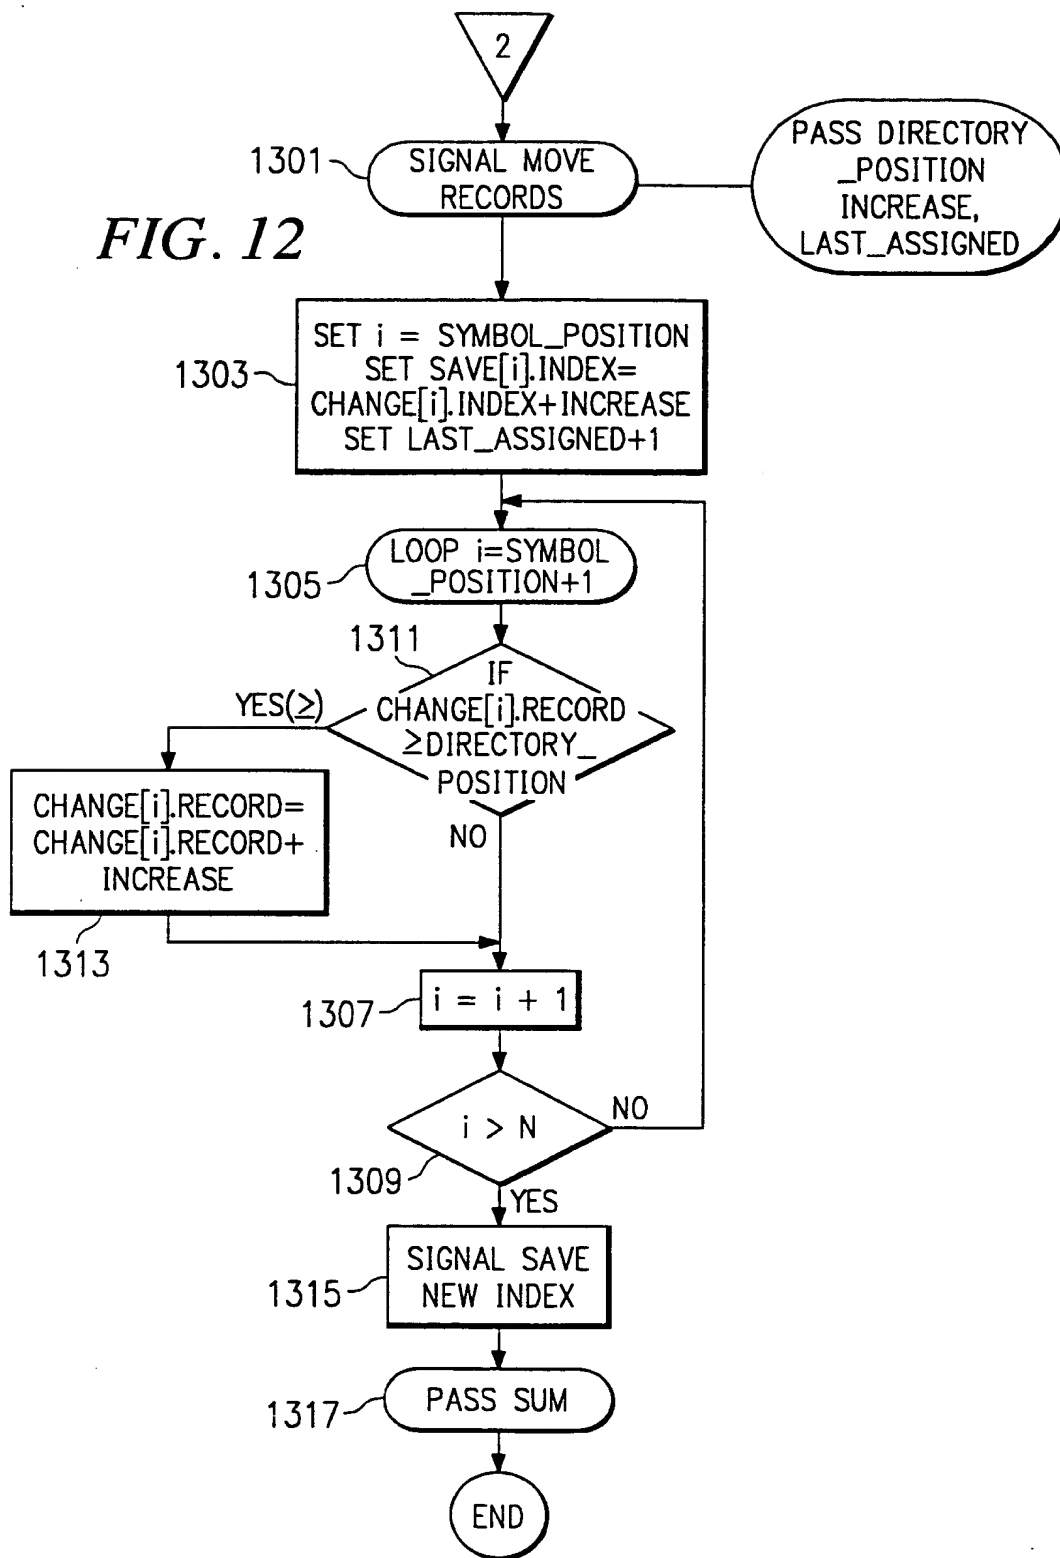 2
1301
SIGNAL MOVE
RECORDS
PASS DIRECTORY
_POSITION
INCREASE,
LAST_ASSIGNED
FIG. 12
1303
SET i = SYMBOL_POSITION
SET SAVE[i].INDEX=
CHANGE[i].INDEX+INCREASE
SET LAST_ASSIGNED+1
1305
LOOP i=SYMBOL
_POSITION+1
1311
IF
CHANGE[i].RECORD
≥DIRECTORY_
POSITION
YES(≥)
NO
CHANGE[i].RECORD=
CHANGE[i].RECORD+
INCREASE
1313
1307
i = i + 1
i > N
NO
1309
YES
1315
SIGNAL SAVE
NEW INDEX
1317
PASS SUM
END